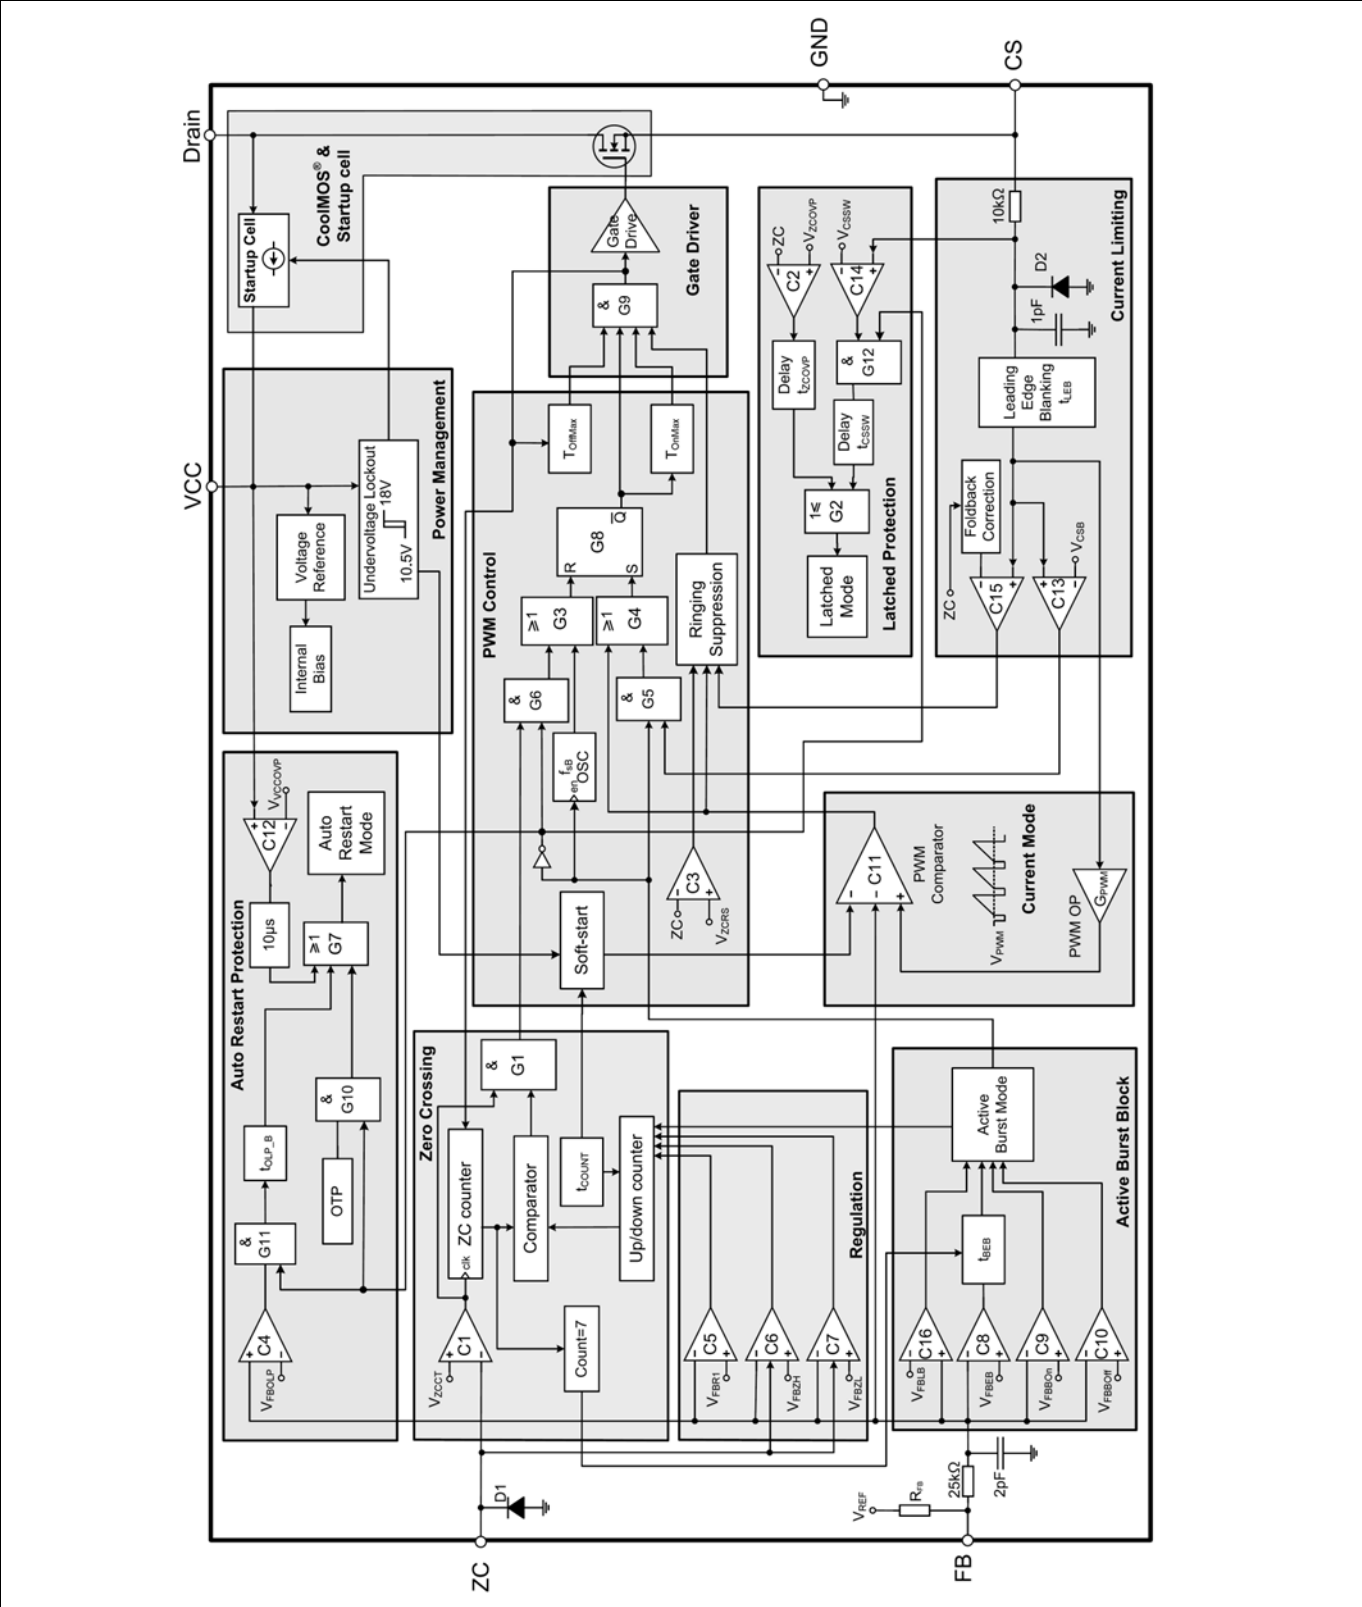 GND
CS
Drain
VCC
ZC
FB
CoolMOS® &
Startup cell
Startup Cell
Power Management
Voltage
Reference
Internal
Bias
Undervoltage Lockout
18V
10.5V
Auto Restart Protection
C12
+
-
VVCCOVP
10µs
≥1
G7
Auto
Restart
Mode
tOLP_B
&
G10
OTP
&
G11
C4
+
-
VFBOLP
Gate Driver
Gate
Drive
&
G9
PWM Control
TOffMax
TOnMax
G8
Q
R
S
≥1
G3
≥1
G4
&
G6
&
G5
fsB
OSC
en
Ringing
Suppression
Soft-start
C3
-
+
ZC
VZCRS
Zero Crossing
&
G1
ZC counter
clk
Comparator
tCOUNT
Up/down counter
Count=7
C1
+
-
VZCCT
D1
Latched Protection
ZC
VZCOVP
-
+
C2
VCSSW
-
+
C14
Delay
tZCOVP
&
G12
Delay
tCSSW
1≤
G2
Latched
Mode
Current Limiting
10kΩ
D2
1pF
Leading
Edge
Blanking
tLEB
Foldback
Correction
ZC
-
+
C15
+
-
C13
VCSB
Current Mode
C11
-
-
+
PWM
Comparator
VPWM
PWM OP
GPWM
Regulation
C5
-
+
VFBR1
C6
-
+
VFBZH
C7
-
+
VFBZL
Active Burst Block
Active
Burst Mode
tBEB
C16
-
+
VFBLB
C8
-
+
VFBEB
C9
-
+
VFBBOn
C10
-
+
VFBBOff
VREF
RFB
25kΩ
2pF